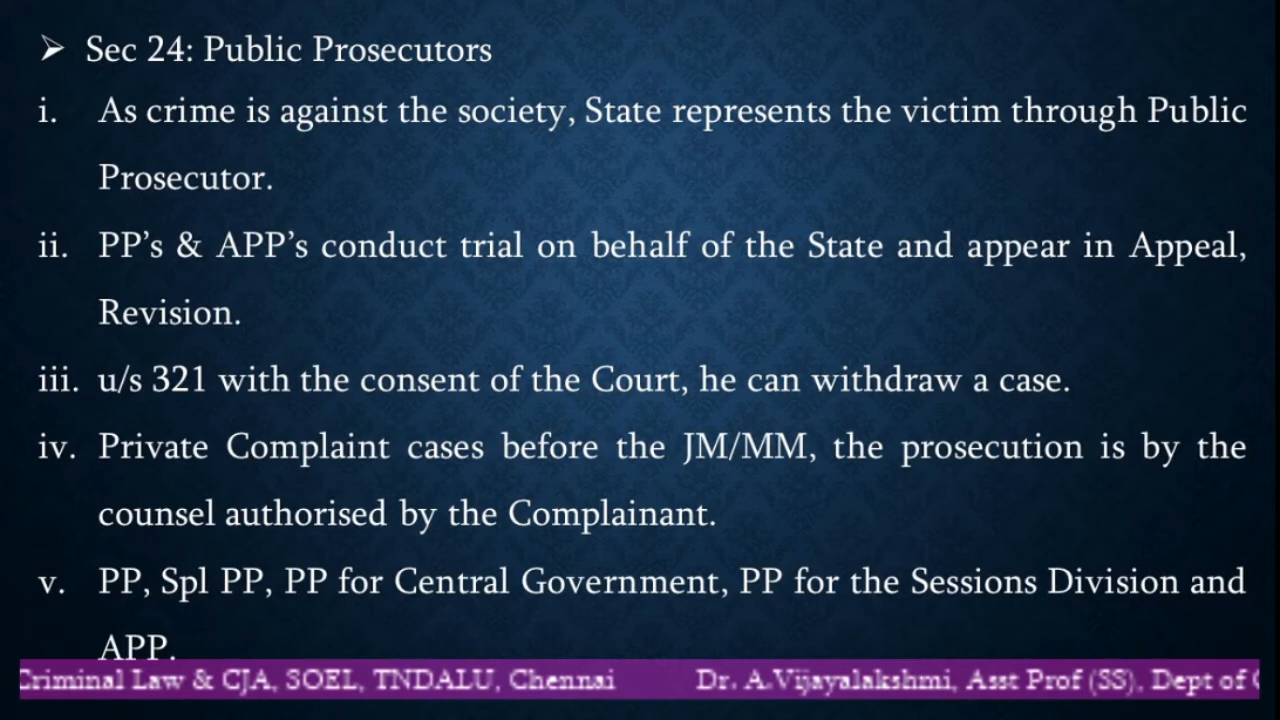 ➢ Sec 24: Public Prosecutors
i. As crime is against the society, State represents the victim through Public
Prosecutor.
ii. PP's & APP's conduct trial on behalf of the State and appear in Appeal,
Revision.
iii. u/s 321 with the consent of the Court, he can withdraw a case.
iv. Private Complaint cases before the JM/MM, the prosecution is by the
counsel authorised by the Complainant.
v. PP, Spl PP, PP for Central Government, PP for the Sessions Division and
APP.
Criminal Law & CJA, SOEL, TNDALU, Chennai Dr. A.Vijayalakshmi, Asst Prof (SS), Dept of